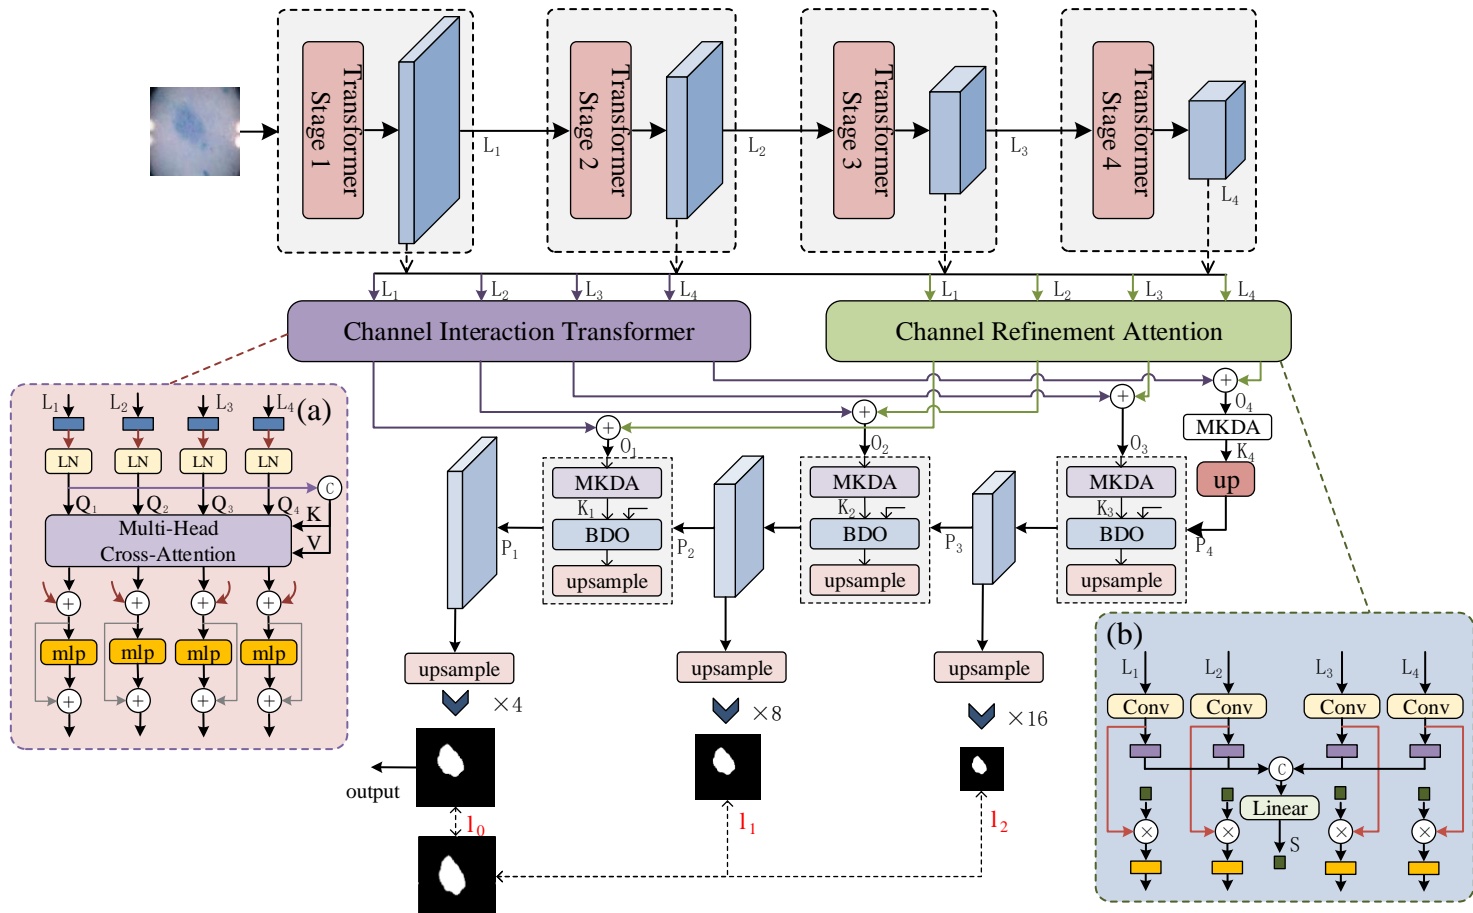 Transformer
Stage 1
Transformer
Stage 2
Transformer
Stage 3
Transformer
Stage 4
L1
L2
L3
L4
L1
L2
L3
L4
L1
L2
L3
L4
Channel Interaction Transformer
Channel Refinement Attention
+
+
+
+
O1
O2
O3
O4
MKDA
K4
up
P4
MKDA
K1
BDO
upsample
MKDA
K2
BDO
upsample
MKDA
K3
BDO
upsample
P1
P2
P3
upsample
upsample
upsample
×4
×8
×16
output
l0
l1
l2
(a)
L1
L2
L3
L4
LN
LN
LN
LN
C
Q1
Q2
Q3
Q4
K
V
Multi-Head
Cross-Attention
+
+
+
+
mlp
mlp
mlp
mlp
+
+
+
+
(b)
L1
L2
L3
L4
Conv
Conv
Conv
Conv
C
Linear
×
×
×
×
S